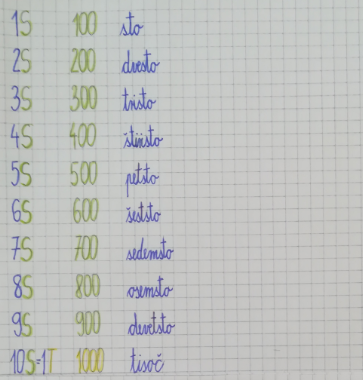 1S 100 sto
2S 200 dvesto
3S 300 tristo
4S 400 štiristo
5S 500 petsto
6S 600 šeststo
7S 700 sedemsto
8S 800 osemsto
9S 900 devetsto
10S=1T 1000 tisoč